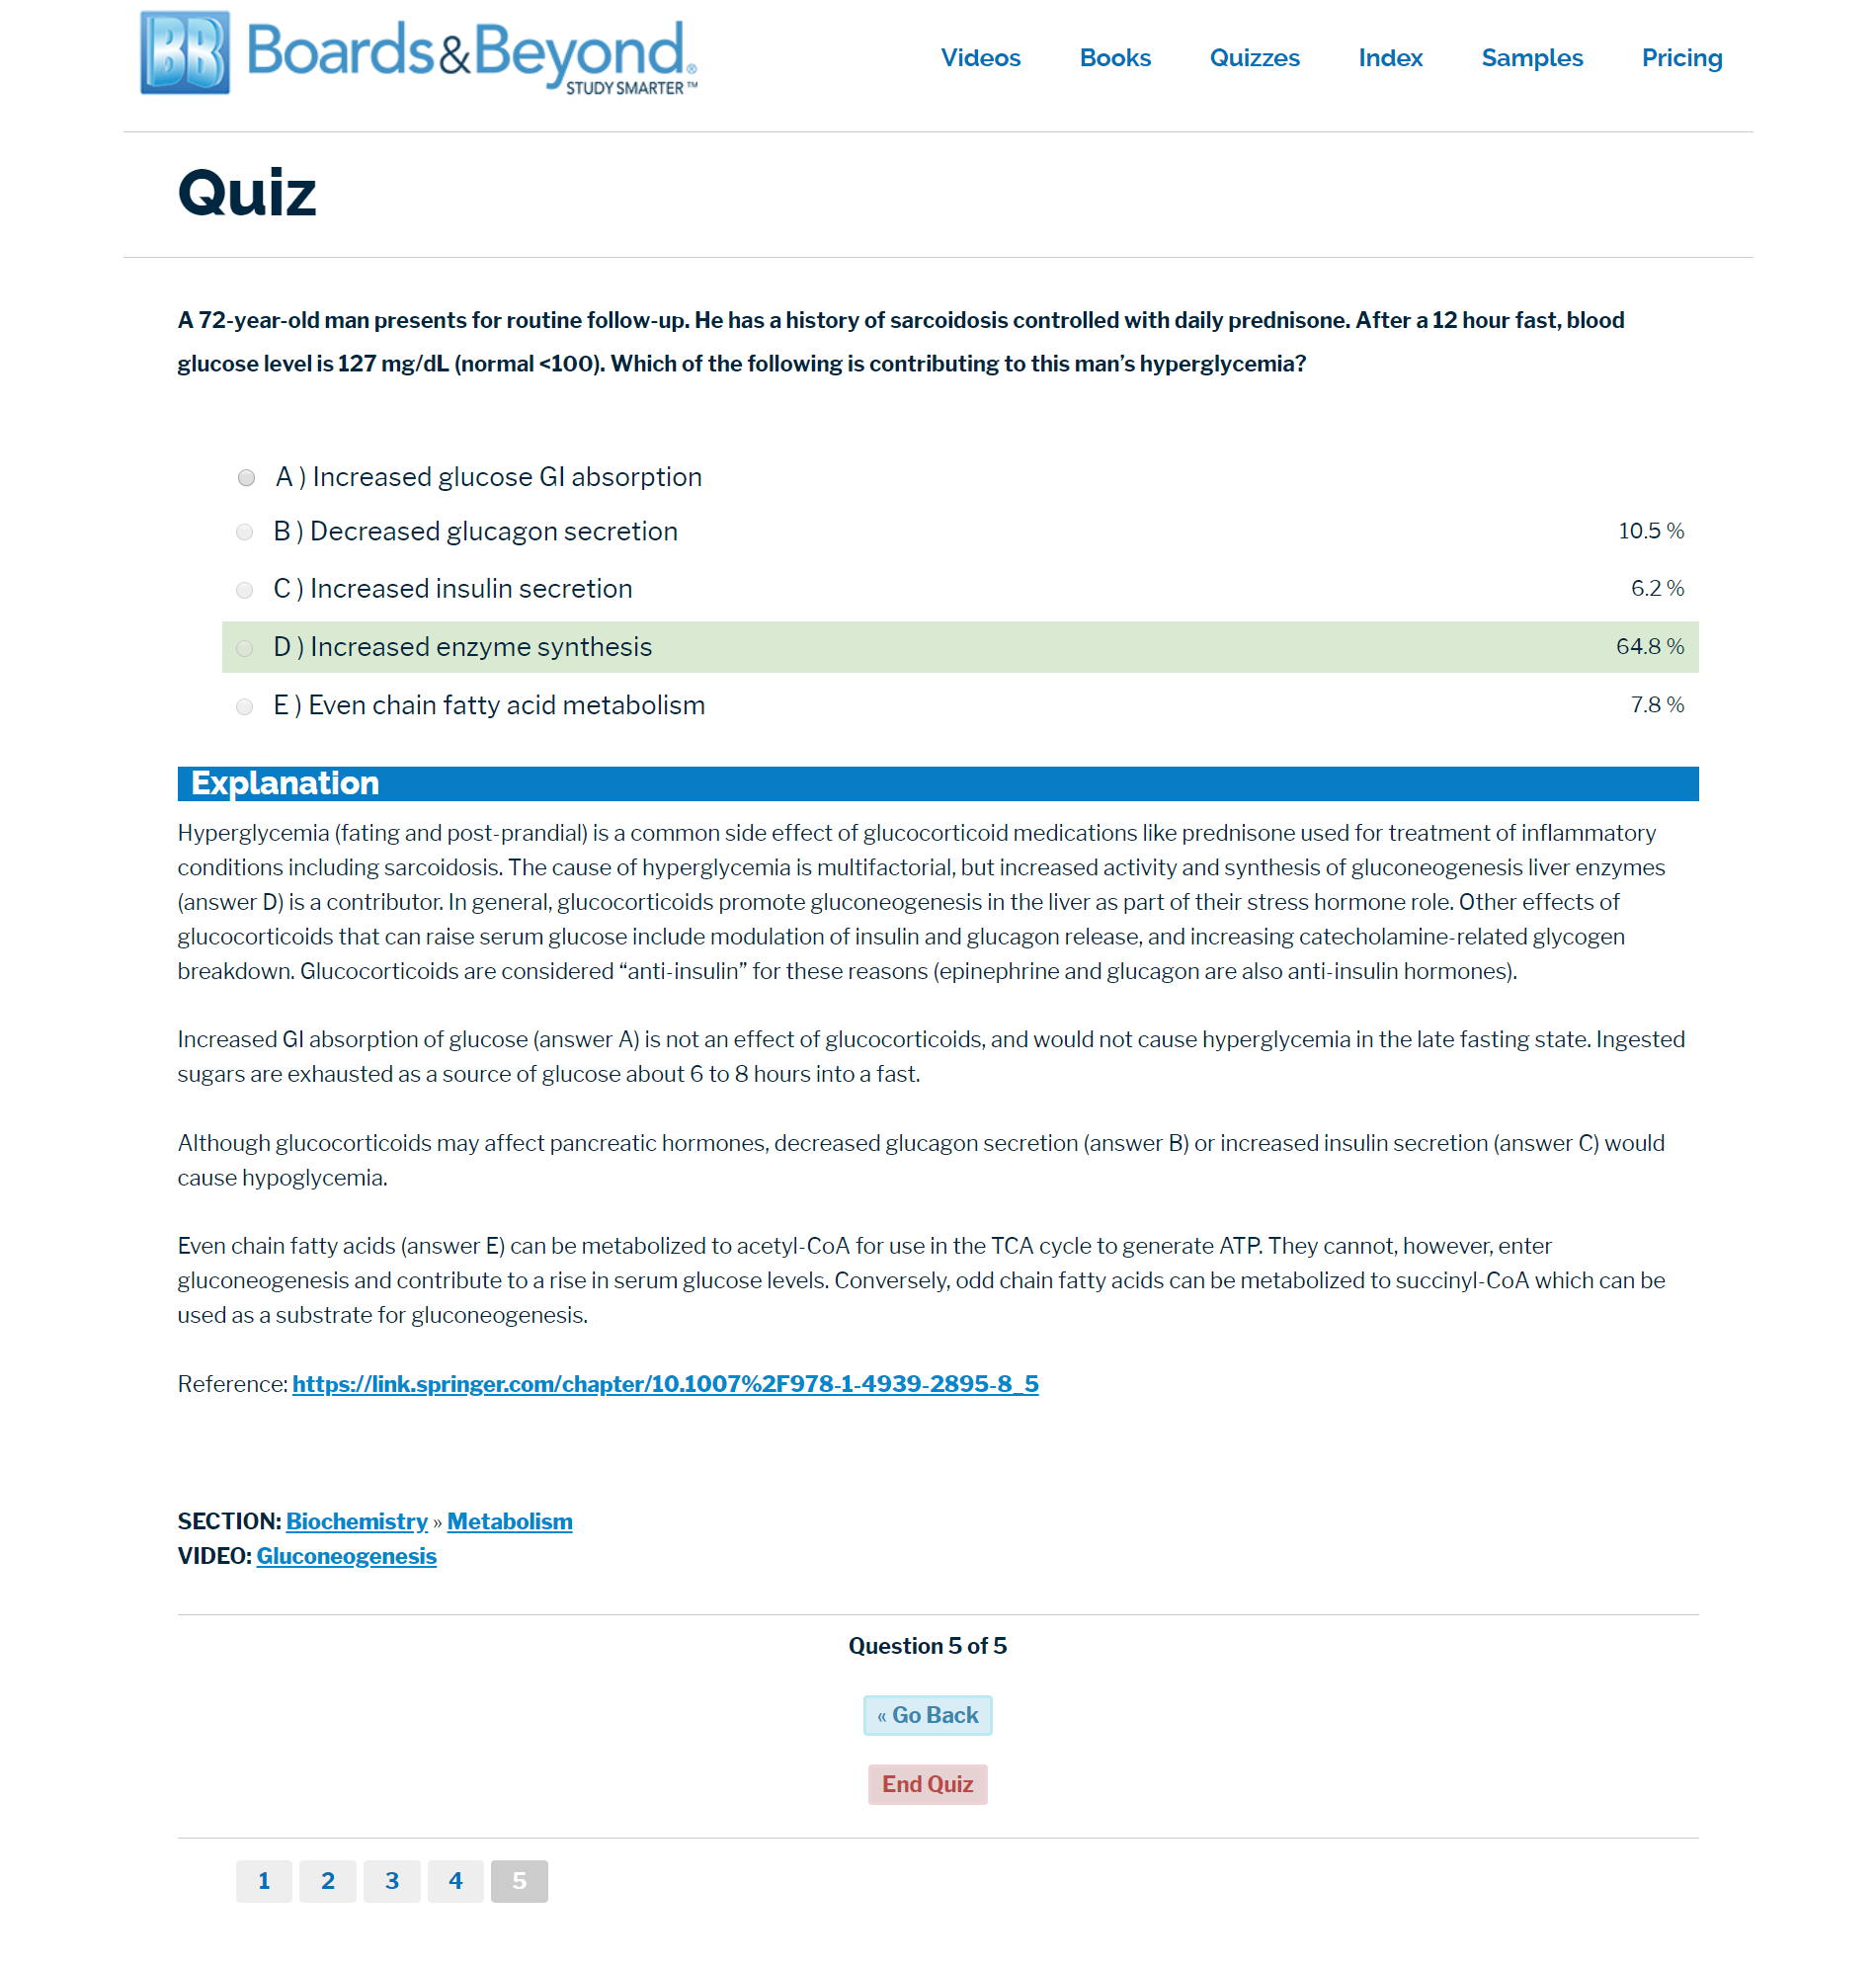 BB Boards&Beyond®
STUDY SMARTER™
Videos Books Quizzes Index Samples Pricing
Quiz
A 72-year-old man presents for routine follow-up. He has a history of sarcoidosis controlled with daily prednisone. After a 12 hour fast, blood
glucose level is 127 mg/dL (normal <100). Which of the following is contributing to this man’s hyperglycemia?
A ) Increased glucose GI absorption
B ) Decreased glucagon secretion 10.5 %
C ) Increased insulin secretion 6.2 %
D ) Increased enzyme synthesis 64.8 %
E ) Even chain fatty acid metabolism 7.8 %
Explanation
Hyperglycemia (fating and post-prandial) is a common side effect of glucocorticoid medications like prednisone used for treatment of inflammatory
conditions including sarcoidosis. The cause of hyperglycemia is multifactorial, but increased activity and synthesis of gluconeogenesis liver enzymes
(answer D) is a contributor. In general, glucocorticoids promote gluconeogenesis in the liver as part of their stress hormone role. Other effects of
glucocorticoids that can raise serum glucose include modulation of insulin and glucagon release, and increasing catecholamine-related glycogen
breakdown. Glucocorticoids are considered “anti-insulin” for these reasons (epinephrine and glucagon are also anti-insulin hormones).
Increased GI absorption of glucose (answer A) is not an effect of glucocorticoids, and would not cause hyperglycemia in the late fasting state. Ingested
sugars are exhausted as a source of glucose about 6 to 8 hours into a fast.
Although glucocorticoids may affect pancreatic hormones, decreased glucagon secretion (answer B) or increased insulin secretion (answer C) would
cause hypoglycemia.
Even chain fatty acids (answer E) can be metabolized to acetyl-CoA for use in the TCA cycle to generate ATP. They cannot, however, enter
gluconeogenesis and contribute to a rise in serum glucose levels. Conversely, odd chain fatty acids can be metabolized to succinyl-CoA which can be
used as a substrate for gluconeogenesis.
Reference: https://link.springer.com/chapter/10.1007%2F978-1-4939-2895-8_5
SECTION: Biochemistry » Metabolism
VIDEO: Gluconeogenesis
Question 5 of 5
« Go Back
End Quiz
1 2 3 4 5